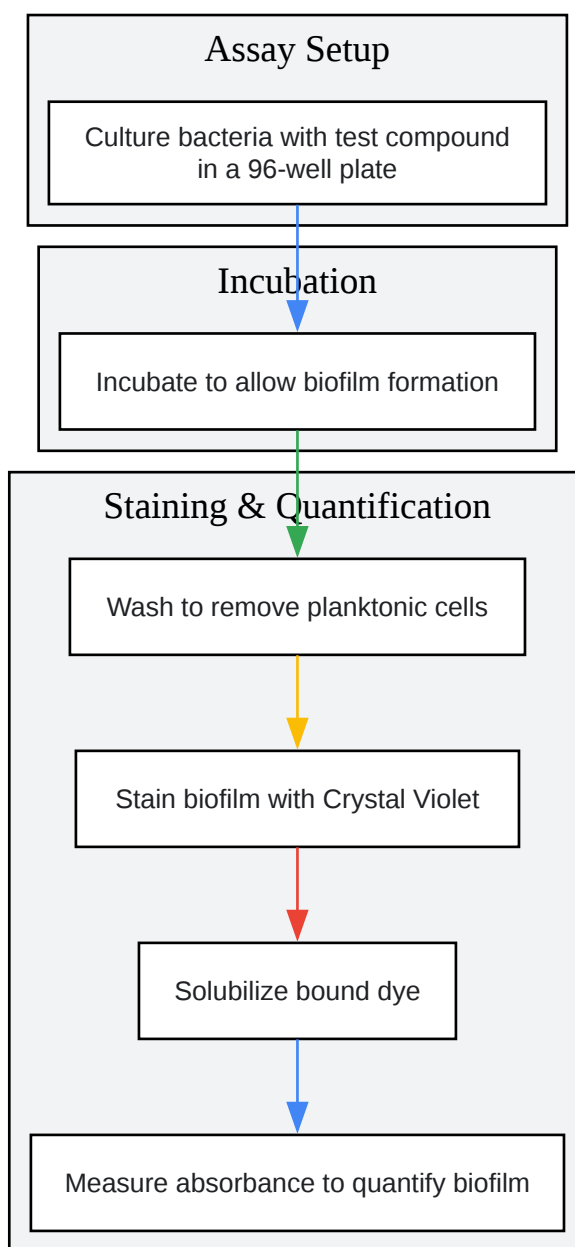 Assay Setup
Culture bacteria with test compound
in a 96-well plate
Incubation
Incubate to allow biofilm formation
Staining & Quantification
Wash to remove planktonic cells
Stain biofilm with Crystal Violet
Solubilize bound dye
Measure absorbance to quantify biofilm